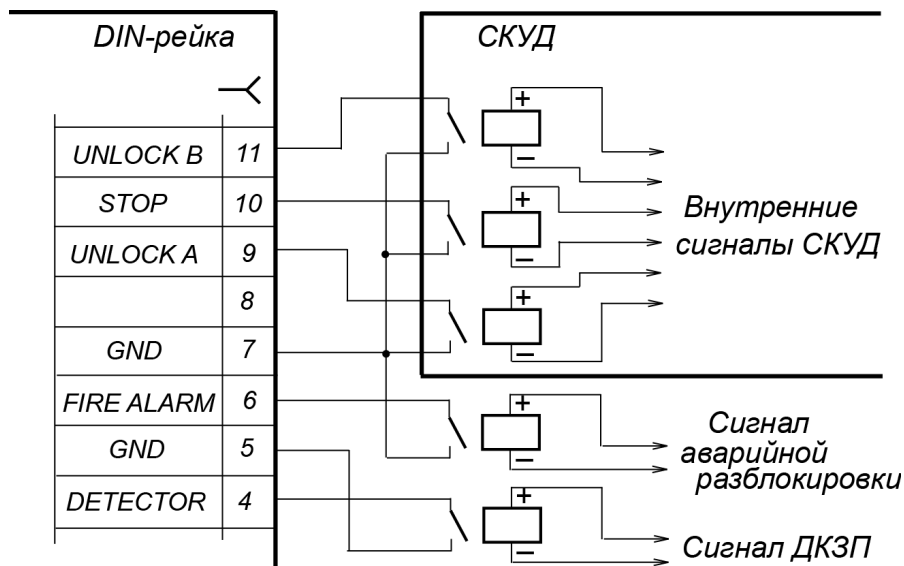 DIN-рейка
СКУД
UNLOCK B 11
STOP 10
UNLOCK A 9
8
GND 7
FIRE ALARM 6
GND 5
DETECTOR 4
+
−
+
−
+
−
Внутренние
сигналы СКУД
+
−
Сигнал
аварийной
разблокировки
+
−
Сигнал ДКЗП